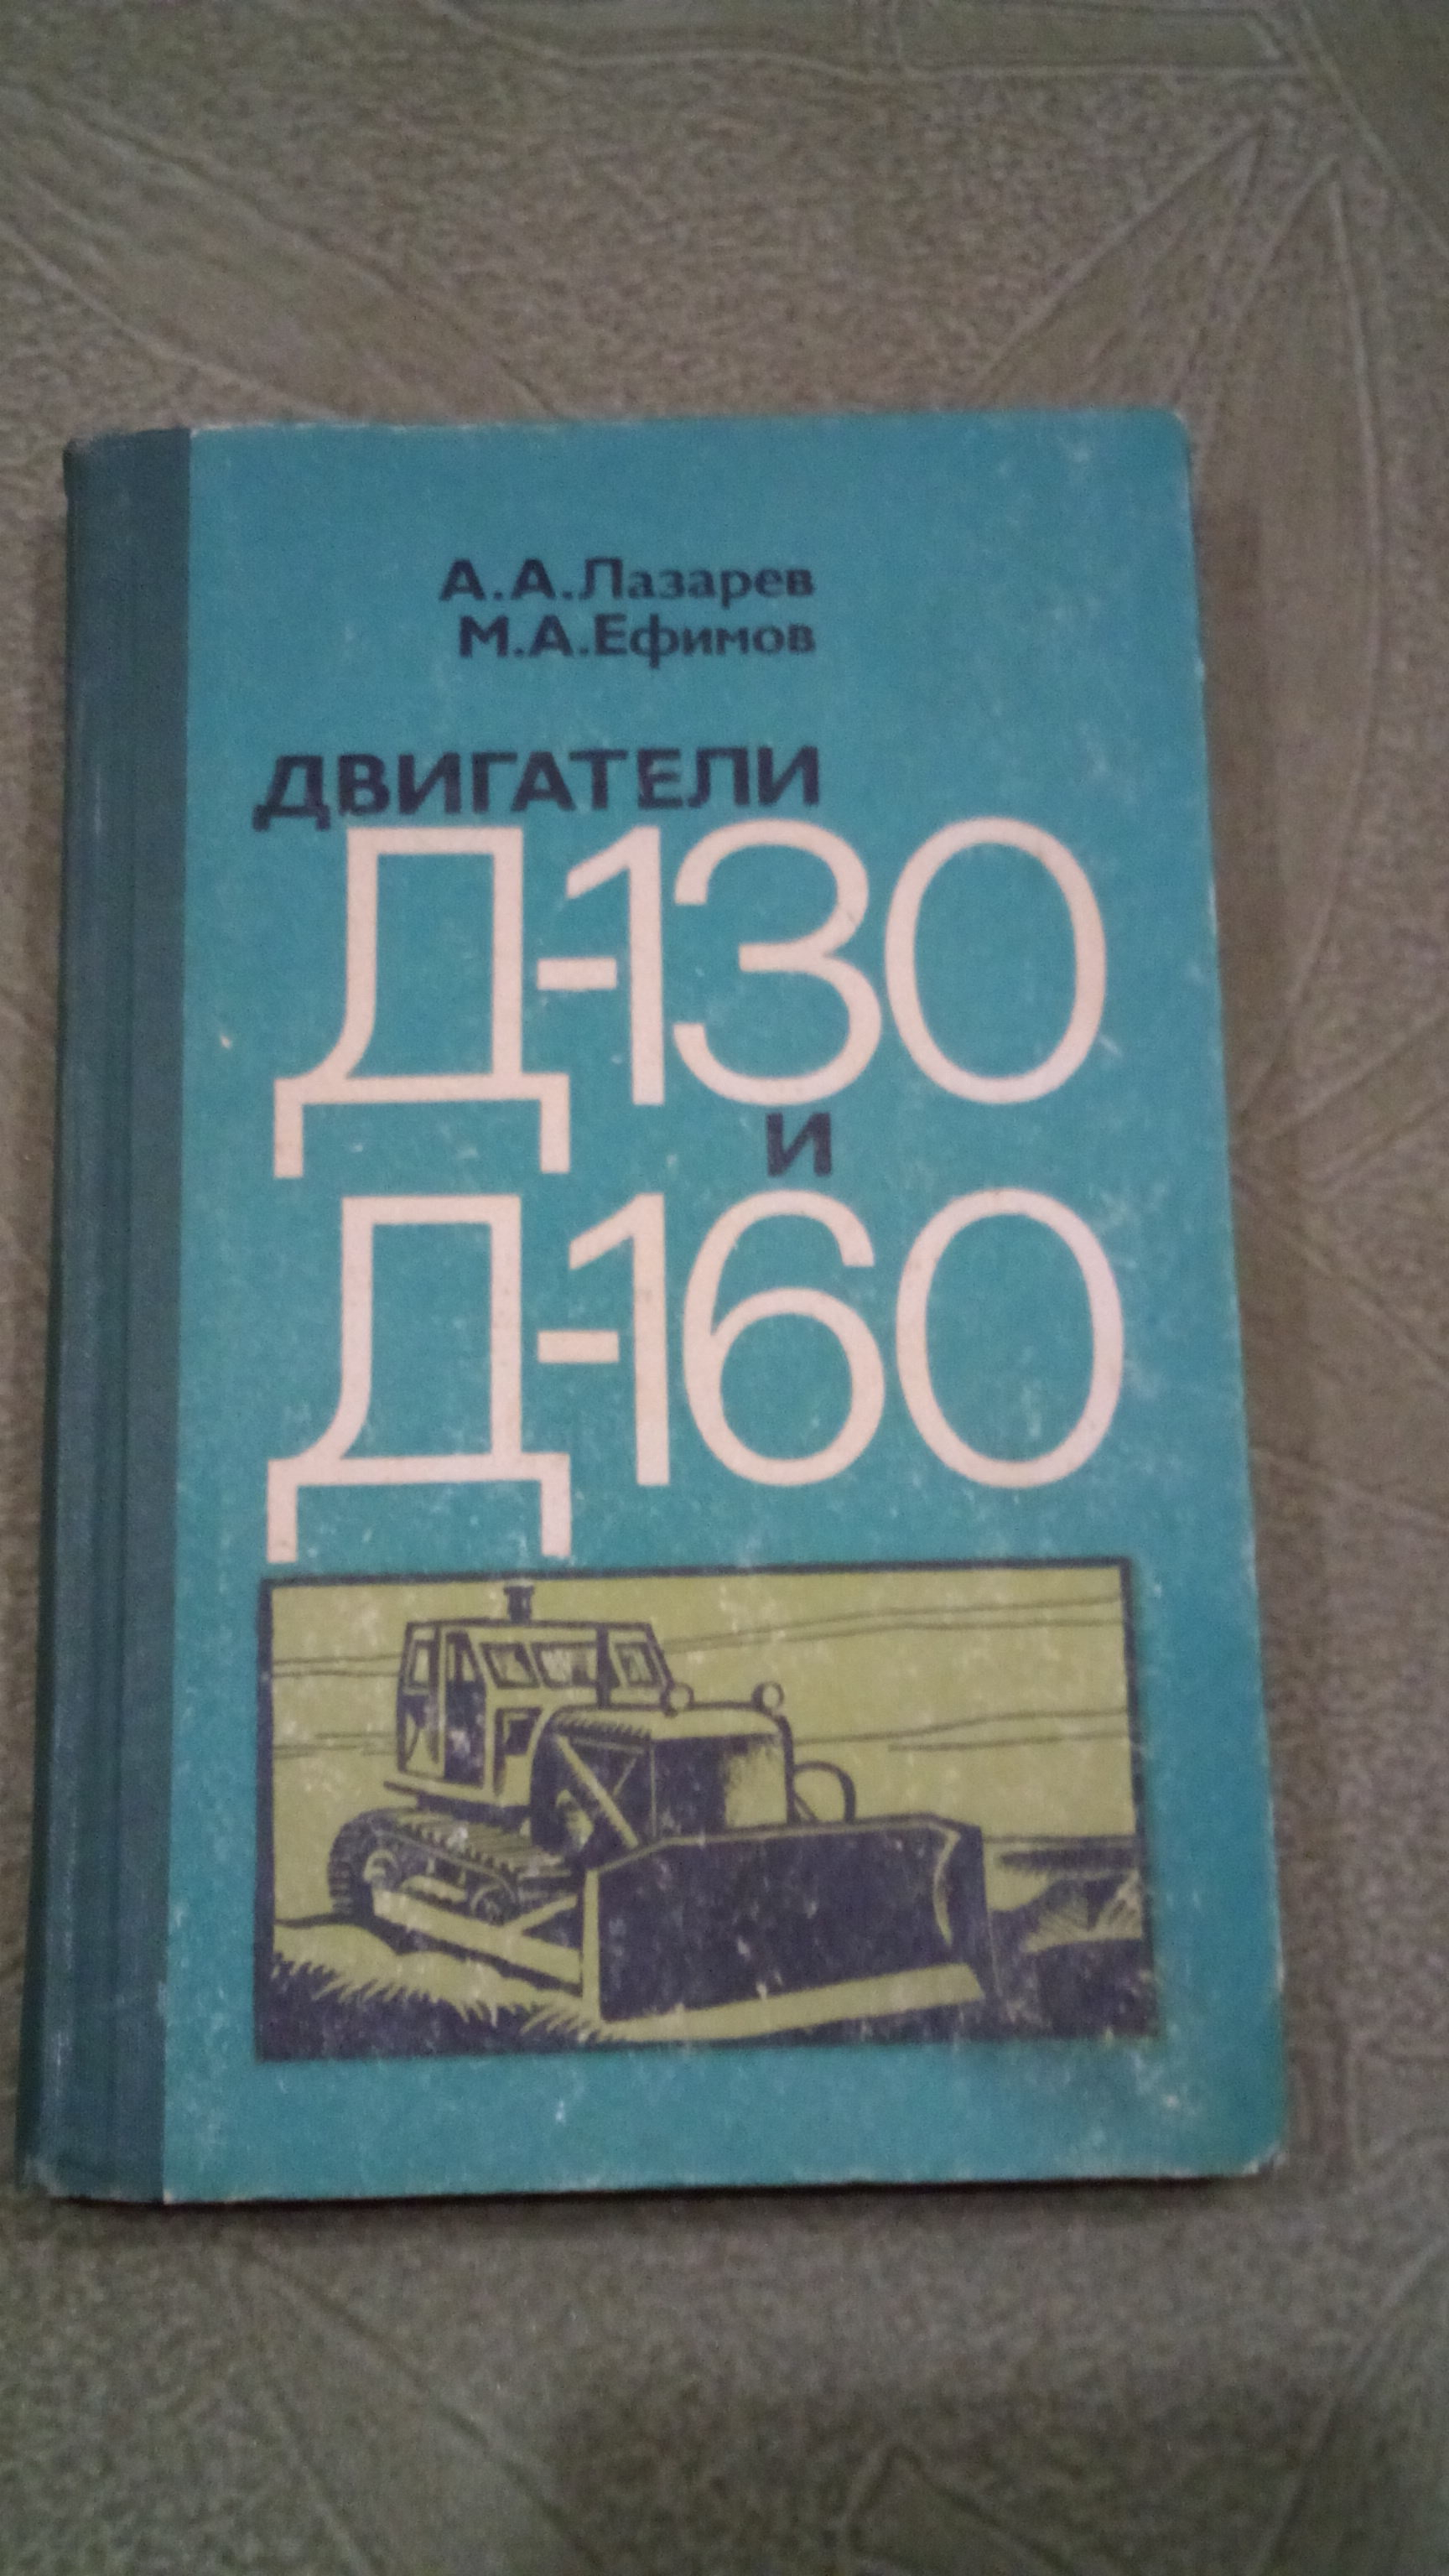 А.А.Лазарев
М.А.Ефимов
ДВИГАТЕЛИ
Д-130
и
Д-160